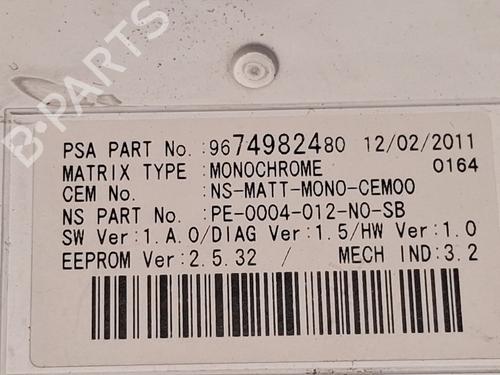 B-PARTS
PSA PART No. :9674982480 12/02/2011
MATRIX TYPE :MONOCHROME 0164
CEM No. :NS-MATT-MONO-CEM00
NS PART No. :PE-0004-012-NO-SB
SW Ver:1.A.0/DIAG Ver:1.5/HW Ver:1.0
EEPROM Ver:2.5.32 / MECH IND:3.2